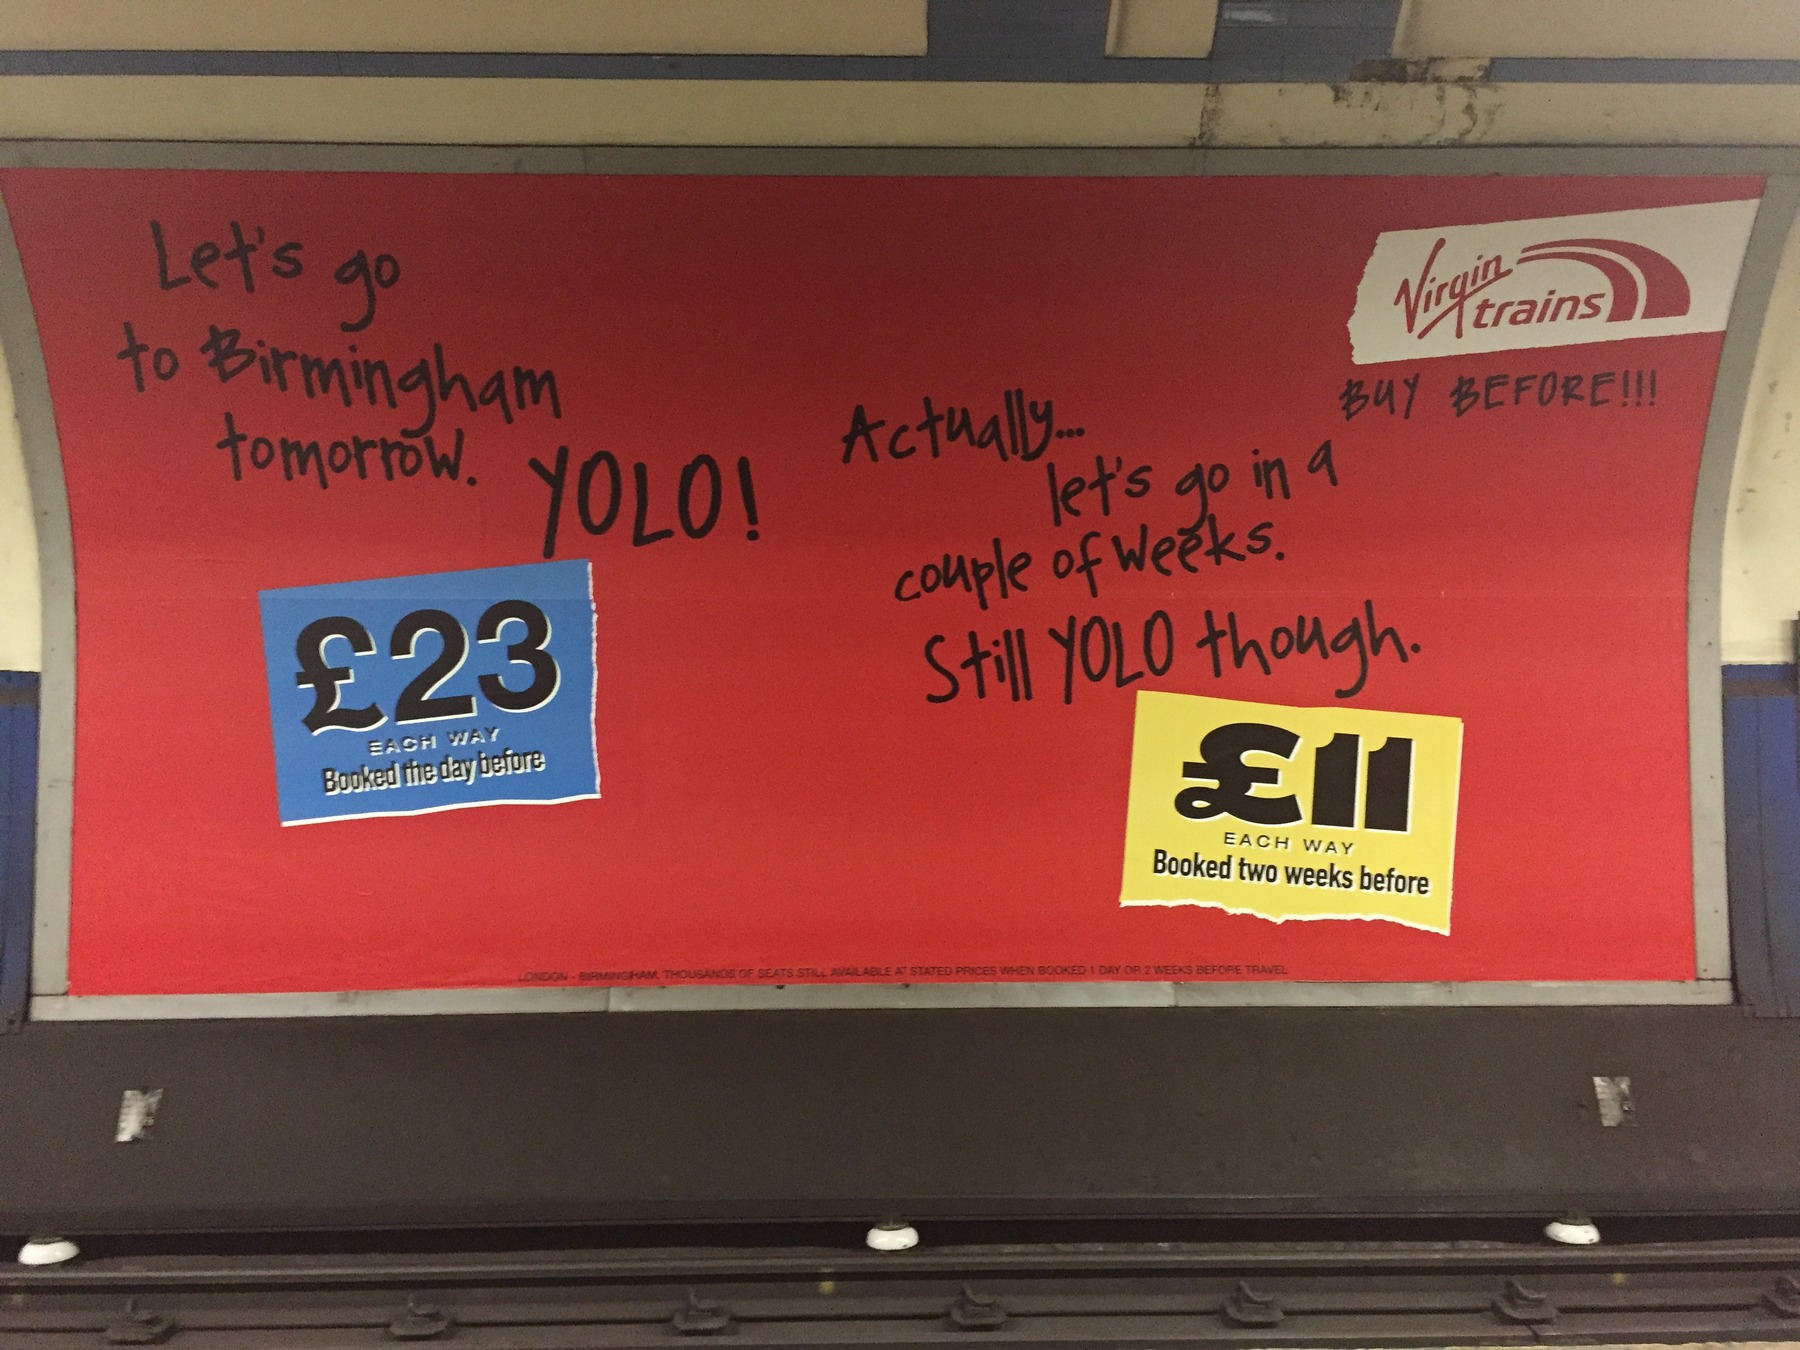 Let's go
to Birmingham
tomorrow.
YOLO!
£23
EACH WAY
Booked the day before
Actually...
let's go in a
couple of weeks.
Still YOLO though.
£11
EACH WAY
Booked two weeks before
Virgin
trains
BUY BEFORE!!!
LONDON - BIRMINGHAM. THOUSANDS OF SEATS STILL AVAILABLE AT STATED PRICES WHEN BOOKED 1 DAY OR 2 WEEKS BEFORE TRAVEL